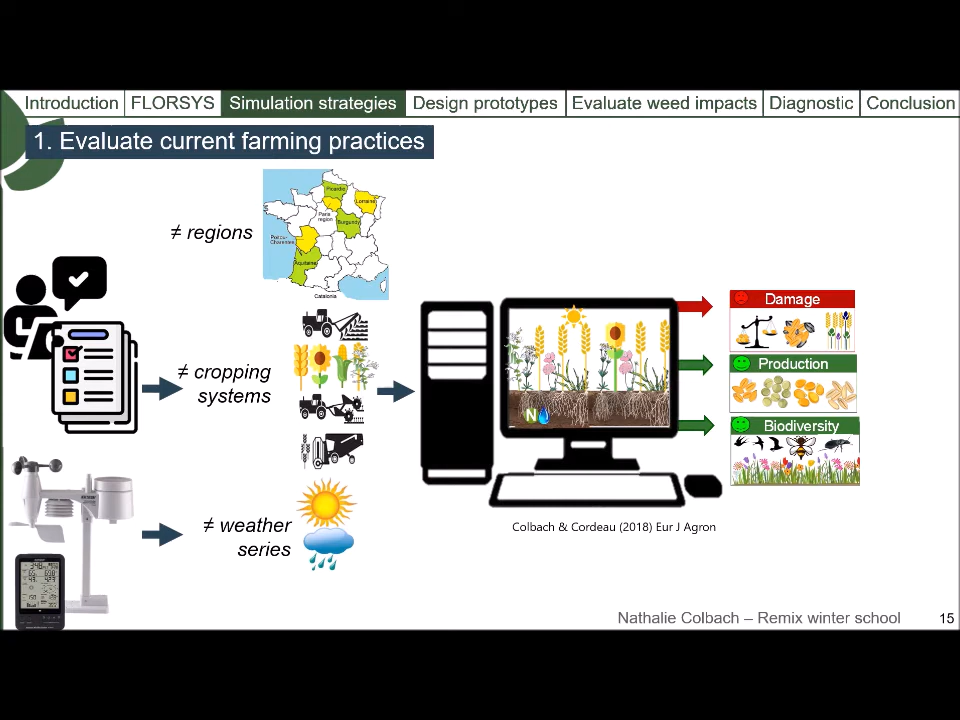 Introduction FLORSYS Simulation strategies Design prototypes Evaluate weed impacts Diagnostic Conclusion
1. Evaluate current farming practices
≠ regions
Picardie
Lorraine
Paris
region
Burgundy
Poitou-
Charentes
Aquitaine
Catalonia
≠ cropping
systems
≠ weather
series
N
Damage
Production
Biodiversity
Colbach & Cordeau (2018) Eur J Agron
Nathalie Colbach – Remix winter school 15